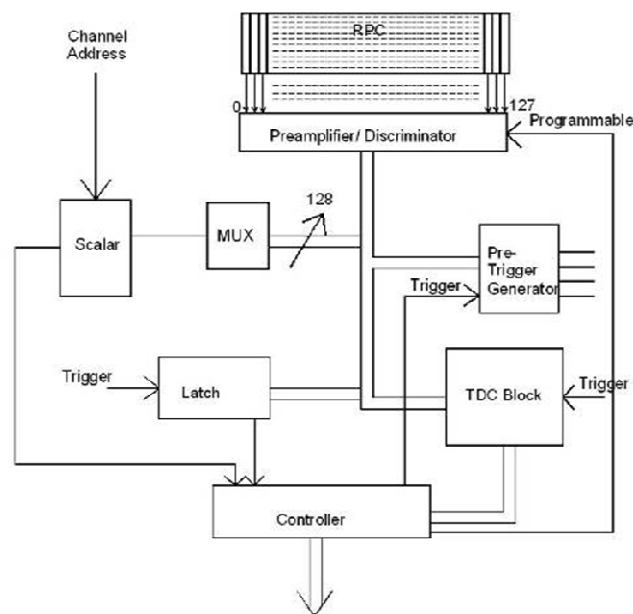 Channel
Address
RPC
0
127
Preamplifier/ Discriminator
Programmable
128
Scalar
MUX
Pre-
Trigger
Generator
Trigger
Trigger
Latch
TDC Block
Trigger
Controller